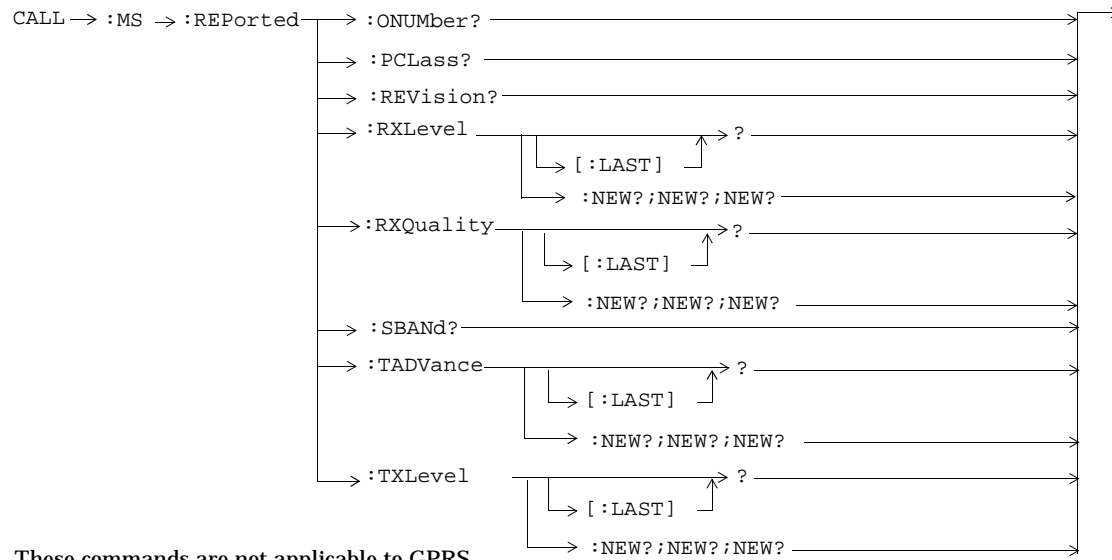 CALL :MS :REPorted :ONUMber?
:PCLass?
:REVision?
:RXLevel ?
[:LAST]
:NEW?;NEW?;NEW?
:RXQuality ?
[:LAST]
:NEW?;NEW?;NEW?
:SBANd?
:TADVance ?
[:LAST]
:NEW?;NEW?;NEW?
:TXLevel ?
[:LAST]
:NEW?;NEW?;NEW?
These commands are not applicable to GPRS